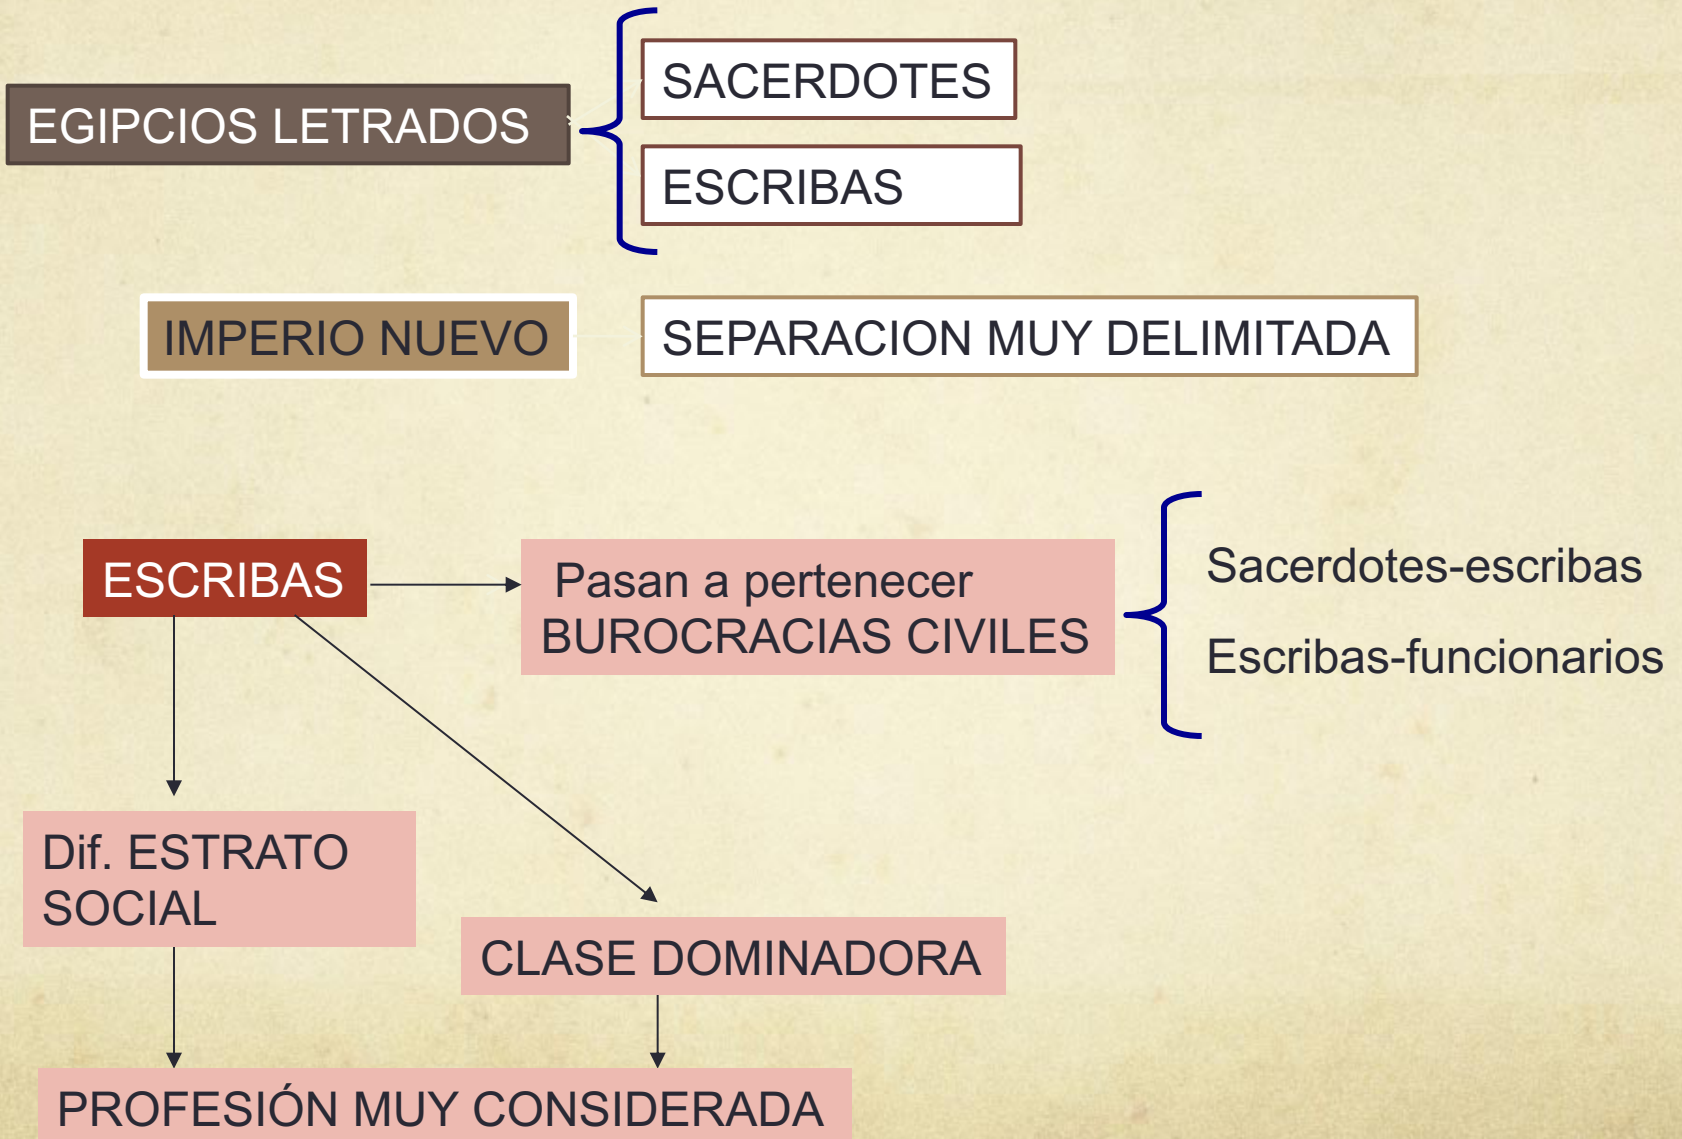 EGIPCIOS LETRADOS
SACERDOTES
ESCRIBAS
IMPERIO NUEVO
SEPARACION MUY DELIMITADA
ESCRIBAS
Pasan a pertenecer
BUROCRACIAS CIVILES
Sacerdotes-escribas
Escribas-funcionarios
Dif. ESTRATO
SOCIAL
CLASE DOMINADORA
PROFESIÓN MUY CONSIDERADA